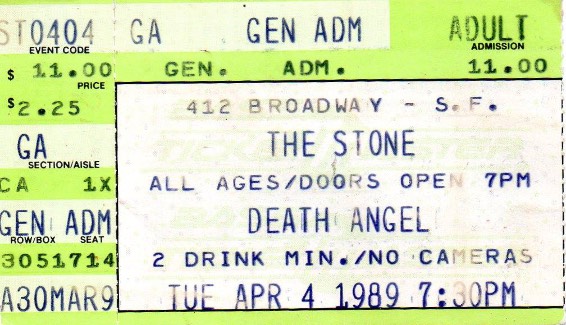 ST0404 GA GEN ADM ADULT
EVENT CODE ADMISSION
$ 11.00 GEN. ADM. 11.00
PRICE
$2.25 412 BROADWAY - S.F.
GA THE STONE
SECTION/AISLE
CA 1X ALL AGES/DOORS OPEN 7PM
GEN ADM DEATH ANGEL
ROW/BOX SEAT
3051714 2 DRINK MIN./NO CAMERAS
A30MAR9 TUE APR 4 1989 7:30PM